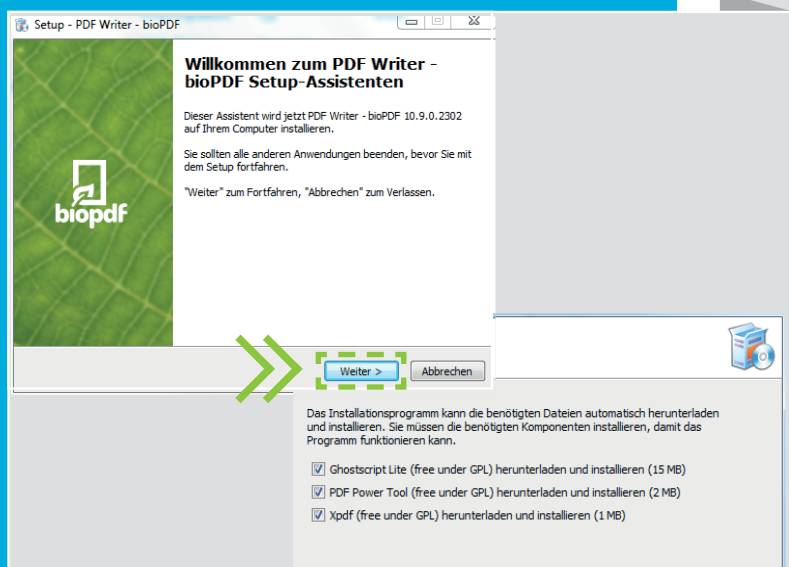 Setup - PDF Writer - bioPDF
Willkommen zum PDF Writer -
bioPDF Setup-Assistenten
Dieser Assistent wird jetzt PDF Writer - bioPDF 10.9.0.2302
auf Ihrem Computer installieren.
Sie sollten alle anderen Anwendungen beenden, bevor Sie mit
dem Setup fortfahren.
"Weiter" zum Fortfahren, "Abbrechen" zum Verlassen.
biopdf
Weiter >
Abbrechen
Das Installationsprogramm kann die benötigten Dateien automatisch herunterladen
und installieren. Sie müssen die benötigten Komponenten installieren, damit das
Programm funktionieren kann.
Ghostscript Lite (free under GPL) herunterladen und installieren (15 MB)
PDF Power Tool (free under GPL) herunterladen und installieren (2 MB)
Xpdf (free under GPL) herunterladen und installieren (1 MB)